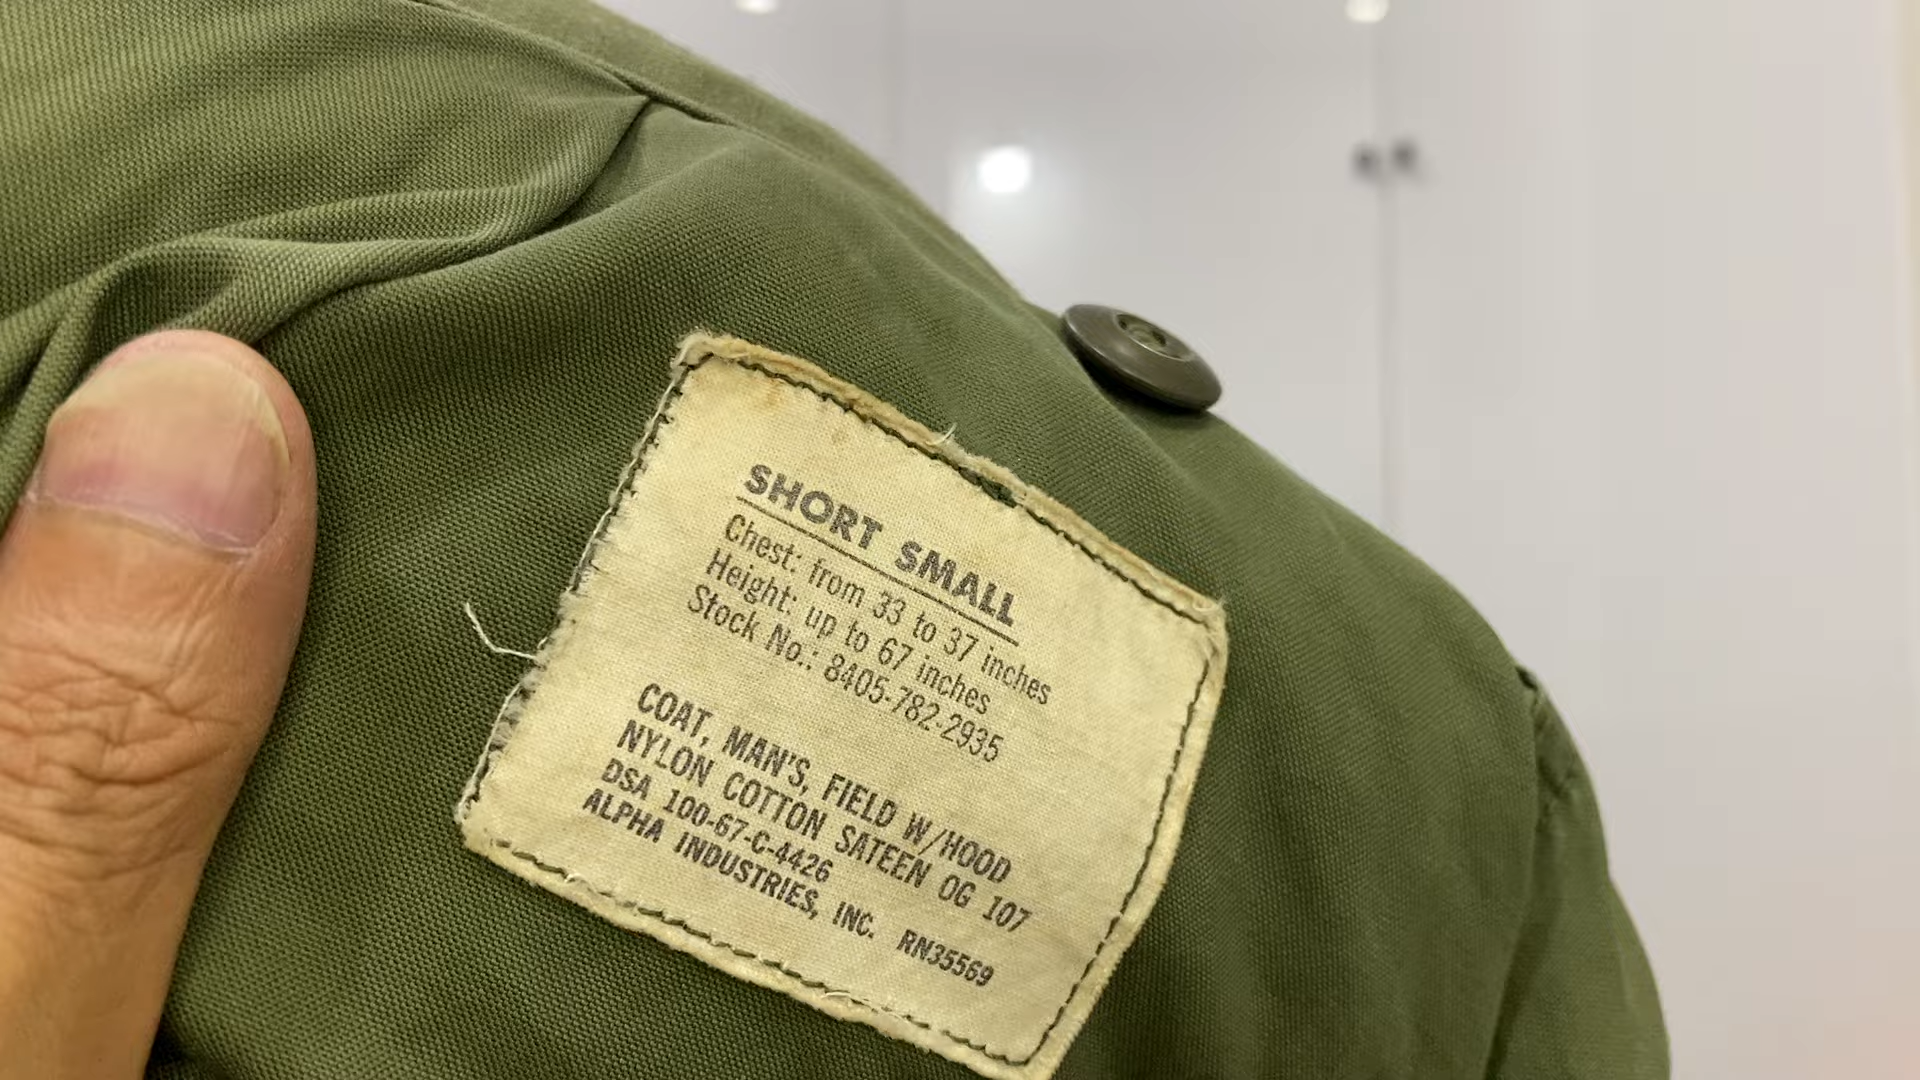 SHORT SMALL
Chest: from 33 to 37 inches
Height: up to 67 inches
Stock No.: 8405-782-2935
COAT, MAN'S, FIELD W/HOOD
NYLON COTTON SATEEN OG 107
DSA 100-67-C-4426
ALPHA INDUSTRIES, INC. RN35569